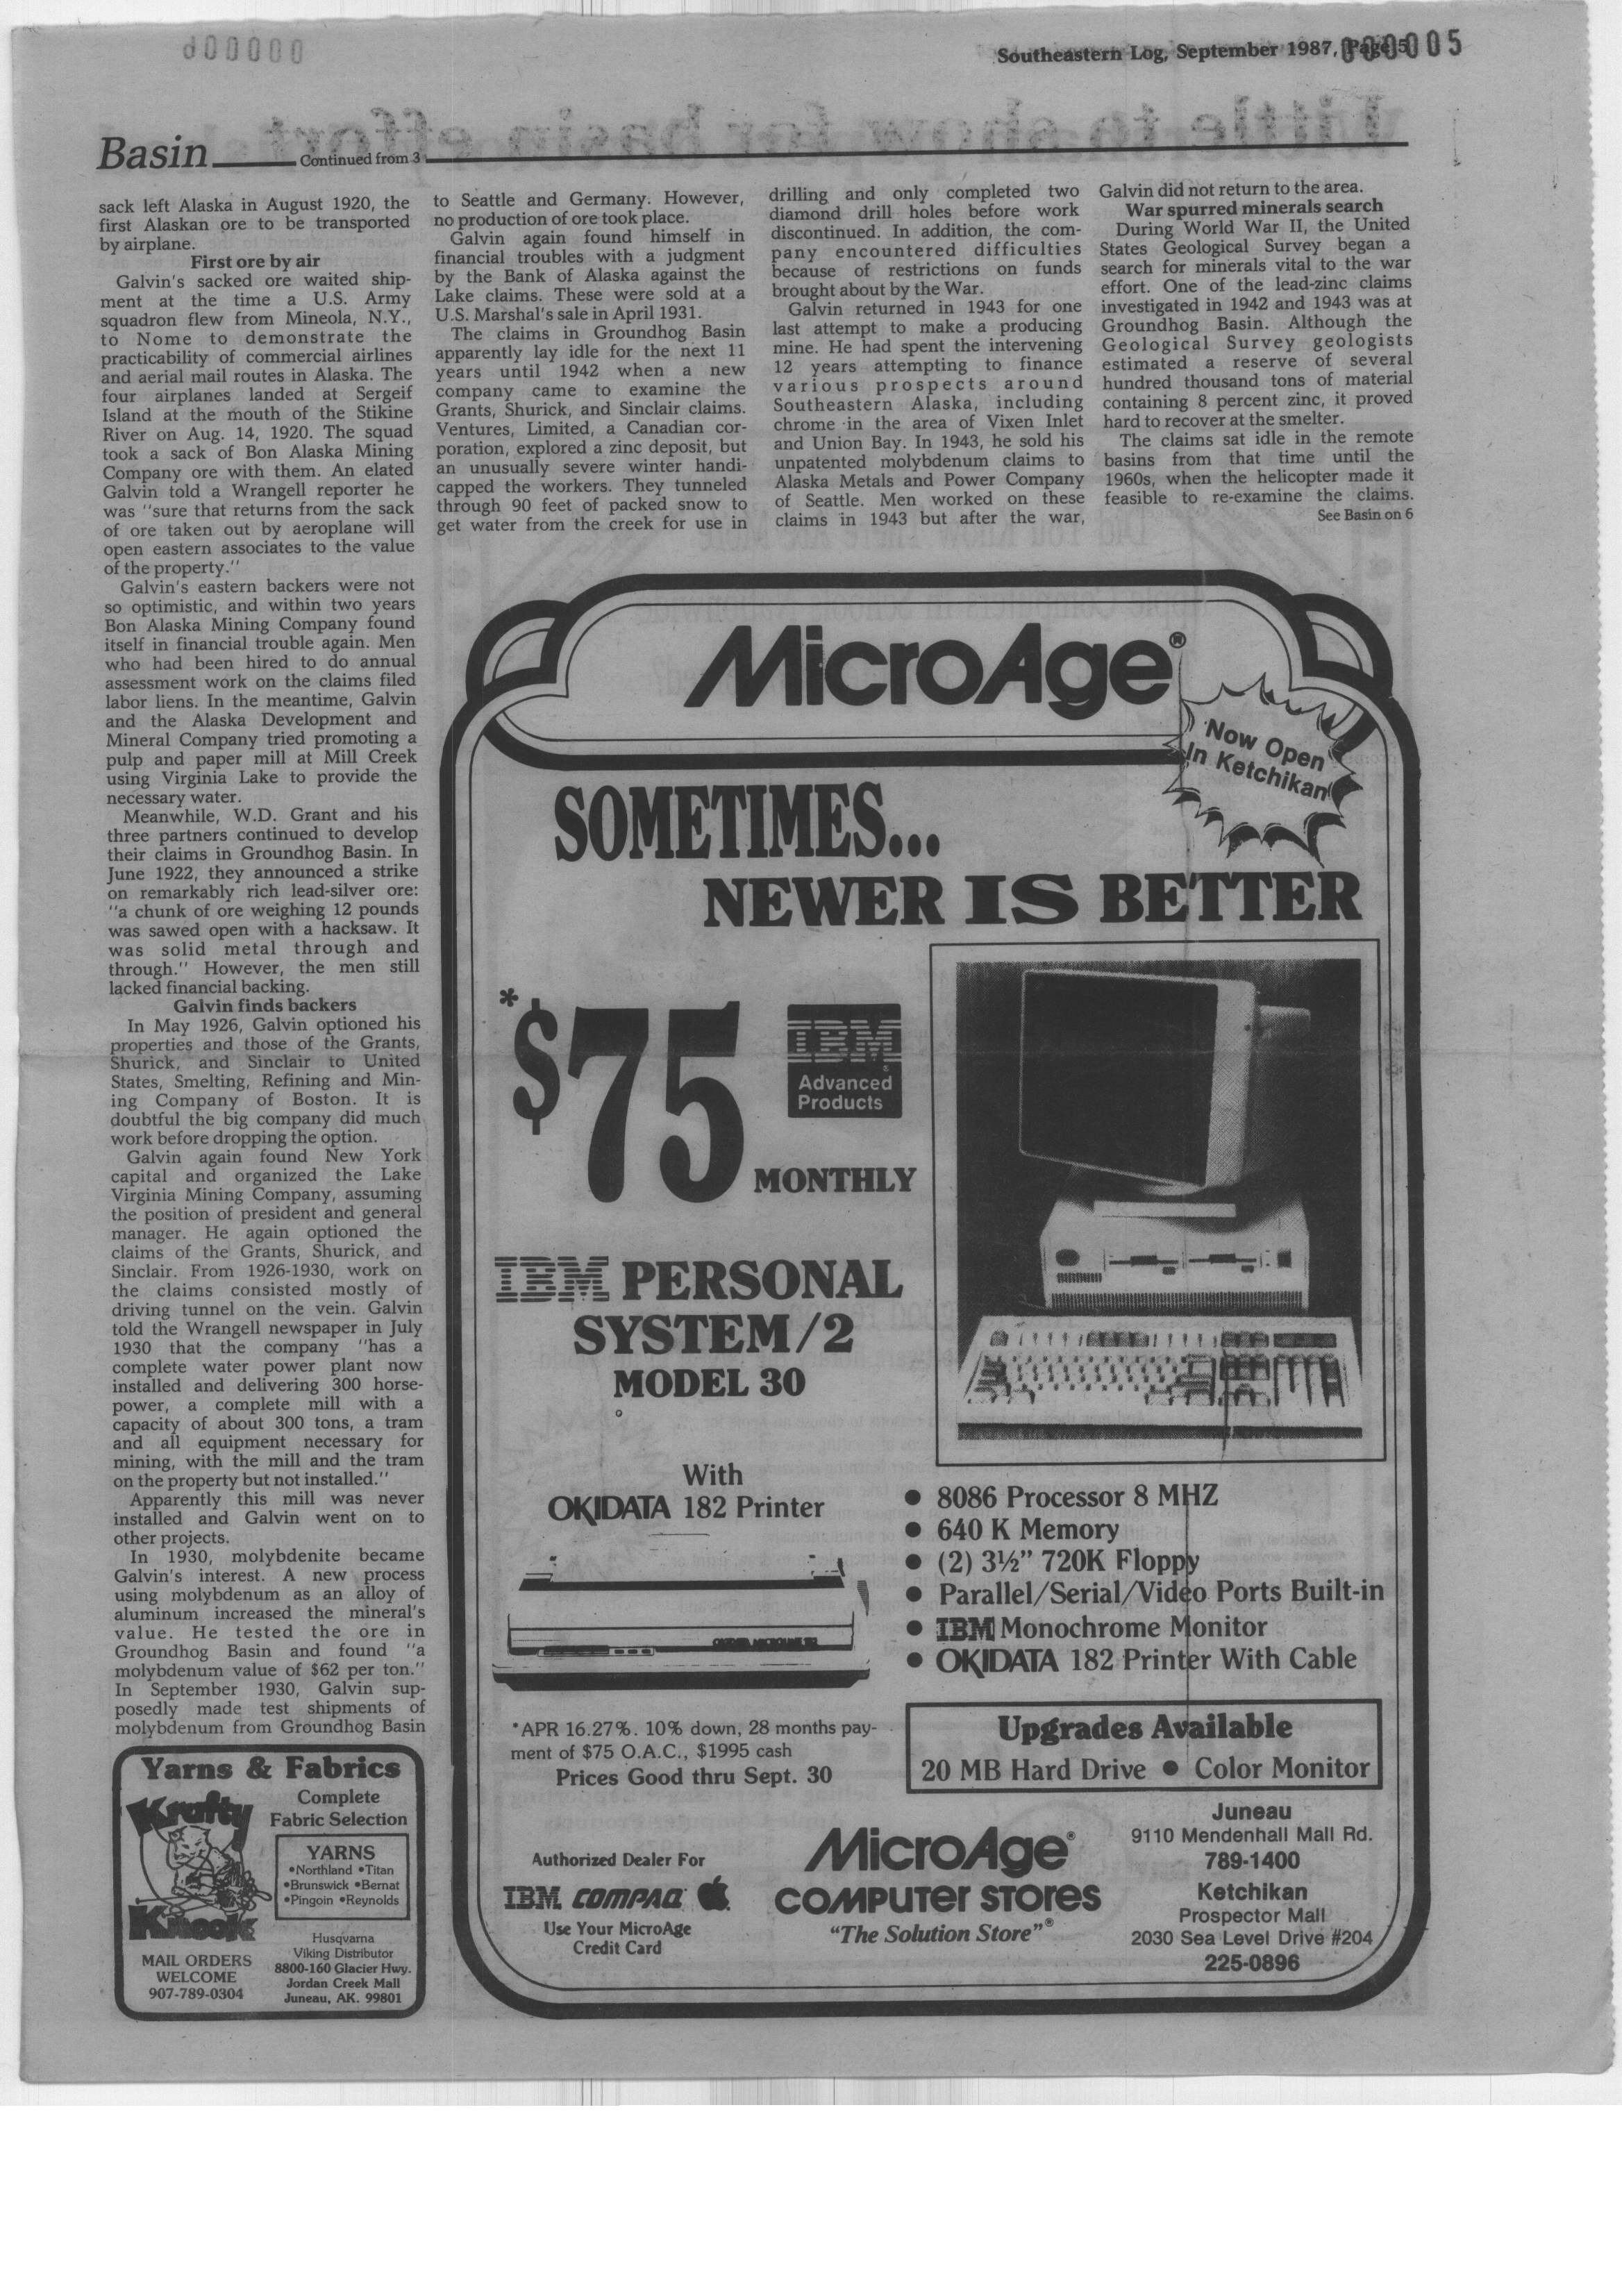 000005
Southeastern Log, September 1987, Page 5
Basin
Continued from 3
sack left Alaska in August 1920, the
first Alaskan ore to be transported
by airplane.
First ore by air
Galvin's sacked ore waited ship-
ment at the time a U.S. Army
squadron flew from Mineola, N.Y.,
to Nome to demonstrate the
practicability of commercial airlines
and aerial mail routes in Alaska. The
four airplanes landed at Sergeif
Island at the mouth of the Stikine
River on Aug. 14, 1920. The squad
took a sack of Bon Alaska Mining
Company ore with them. An elated
Galvin told a Wrangell reporter he
was "sure that returns from the sack
of ore taken out by aeroplane will
open eastern associates to the value
of the property."
Galvin's eastern backers were not
so optimistic, and within two years
Bon Alaska Mining Company found
itself in financial trouble again. Men
who had been hired to do annual
assessment work on the claims filed
labor liens. In the meantime, Galvin
and the Alaska Development and
Mineral Company tried promoting a
pulp and paper mill at Mill Creek
using Virginia Lake to provide the
necessary water.
Meanwhile, W.D. Grant and his
three partners continued to develop
their claims in Groundhog Basin. In
June 1922, they announced a strike
on remarkably rich lead-silver ore:
"a chunk of ore weighing 12 pounds
was sawed open with a hacksaw. It
was solid metal through and
through." However, the men still
lacked financial backing.
Galvin finds backers
In May 1926, Galvin optioned his
properties and those of the Grants,
Shurick, and Sinclair to United
States, Smelting, Refining and Min-
ing Company of Boston. It is
doubtful the big company did much
work before dropping the option.
Galvin again found New York
capital and organized the Lake
Virginia Mining Company, assuming
the position of president and general
manager. He again optioned the
claims of the Grants, Shurick, and
Sinclair. From 1926-1930, work on
the claims consisted mostly of
driving tunnel on the vein. Galvin
told the Wrangell newspaper in July
1930 that the company "has a
complete water power plant now
installed and delivering 300 horse-
power, a complete mill with a
capacity of about 300 tons, a tram
and all equipment necessary for
mining, with the mill and the tram
on the property but not installed."
Apparently this mill was never
installed and Galvin went on to
other projects.
In 1930, molybdenite became
Galvin's interest. A new process
using molybdenum as an alloy of
aluminum increased the mineral's
value. He tested the ore in
Groundhog Basin and found "a
molybdenum value of $62 per ton."
In September 1930, Galvin sup-
posedly made test shipments of
molybdenum from Groundhog Basin
to Seattle and Germany. However,
no production of ore took place.
Galvin again found himself in
financial troubles with a judgment
by the Bank of Alaska against the
Lake claims. These were sold at a
U.S. Marshal's sale in April 1931.
The claims in Groundhog Basin
apparently lay idle for the next 11
years until 1942 when a new
company came to examine the
Grants, Shurick, and Sinclair claims.
Ventures, Limited, a Canadian cor-
poration, explored a zinc deposit, but
an unusually severe winter handi-
capped the workers. They tunneled
through 90 feet of packed snow to
get water from the creek for use in
drilling and only completed two
diamond drill holes before work
discontinued. In addition, the com-
pany encountered difficulties
because of restrictions on funds
brought about by the War.
Galvin returned in 1943 for one
last attempt to make a producing
mine. He had spent the intervening
12 years attempting to finance
various prospects around
Southeastern Alaska, including
chrome in the area of Vixen Inlet
and Union Bay. In 1943, he sold his
unpatented molybdenum claims to
Alaska Metals and Power Company
of Seattle. Men worked on these
claims in 1943 but after the war,
Galvin did not return to the area.
War spurred minerals search
During World War II, the United
States Geological Survey began a
search for minerals vital to the war
effort. One of the lead-zinc claims
investigated in 1942 and 1943 was at
Groundhog Basin. Although the
Geological Survey geologists
estimated a reserve of several
hundred thousand tons of material
containing 8 percent zinc, it proved
hard to recover at the smelter.
The claims sat idle in the remote
basins from that time until the
1960s, when the helicopter made it
feasible to re-examine the claims.
See Basin on 6
MicroAge®
Now Open
In Ketchikan
SOMETIMES...
NEWER IS BETTER
*$75
MONTHLY
IBM
Advanced
Products
IBM PERSONAL
SYSTEM/2
MODEL 30
With
OKIDATA 182 Printer
● 8086 Processor 8 MHZ
● 640 K Memory
● (2) 3½" 720K Floppy
● Parallel/Serial/Video Ports Built-in
● IBM Monochrome Monitor
● OKIDATA 182 Printer With Cable
*APR 16.27%. 10% down, 28 months pay-
ment of $75 O.A.C., $1995 cash
Prices Good thru Sept. 30
Upgrades Available
20 MB Hard Drive ● Color Monitor
Authorized Dealer For
IBM COMPAQ
Use Your MicroAge
Credit Card
MicroAge®
COMPUTER STORES
"The Solution Store"®
Juneau
9110 Mendenhall Mall Rd.
789-1400
Ketchikan
Prospector Mall
2030 Sea Level Drive #204
225-0896
Yarns & Fabrics
Krafty
Knook
Complete
Fabric Selection
YARNS
•Northland •Titan
•Brunswick •Bernat
•Pingoin •Reynolds
MAIL ORDERS
WELCOME
907-789-0304
Husqvarna
Viking Distributor
8800-160 Glacier Hwy.
Jordan Creek Mall
Juneau, AK. 99801